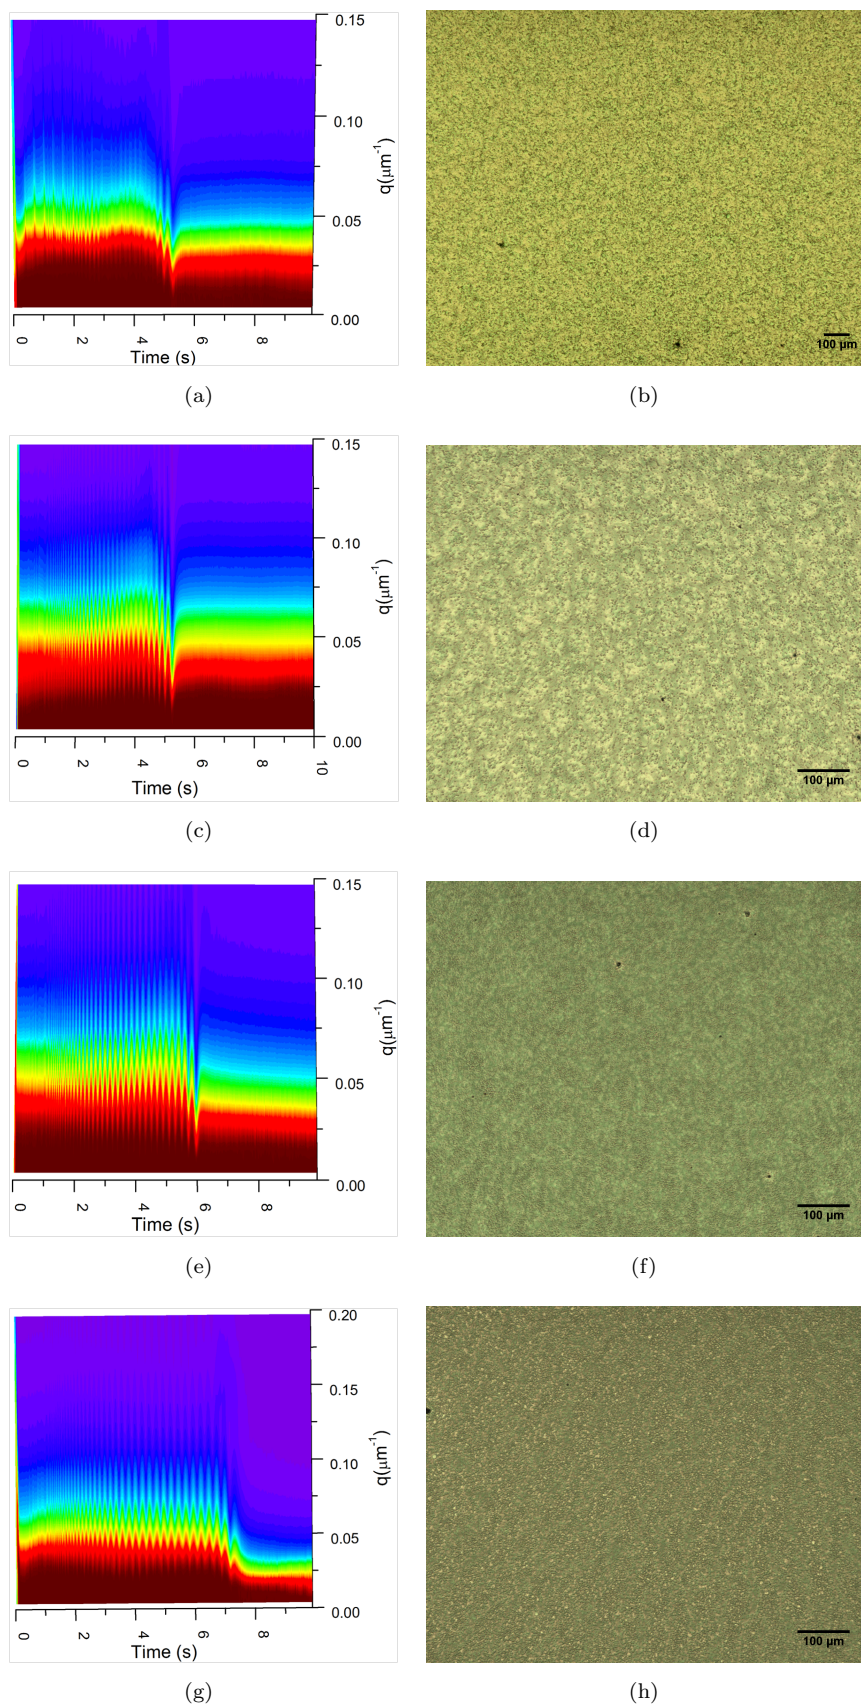 0.15
0.10
q(μm⁻¹)
0.05
0.00
0 2 4 6 8
Time (s)
100 μm
(a) (b)
0.15
0.10
q(μm⁻¹)
0.05
0.00
0 2 4 6 8 10
Time (s)
100 μm
(c) (d)
0.15
0.10
q(μm⁻¹)
0.05
0.00
0 2 4 6 8
Time (s)
100 μm
(e) (f)
0.20
0.15
0.10
q(μm⁻¹)
0.05
0.00
0 2 4 6 8
Time (s)
100 μm
(g) (h)